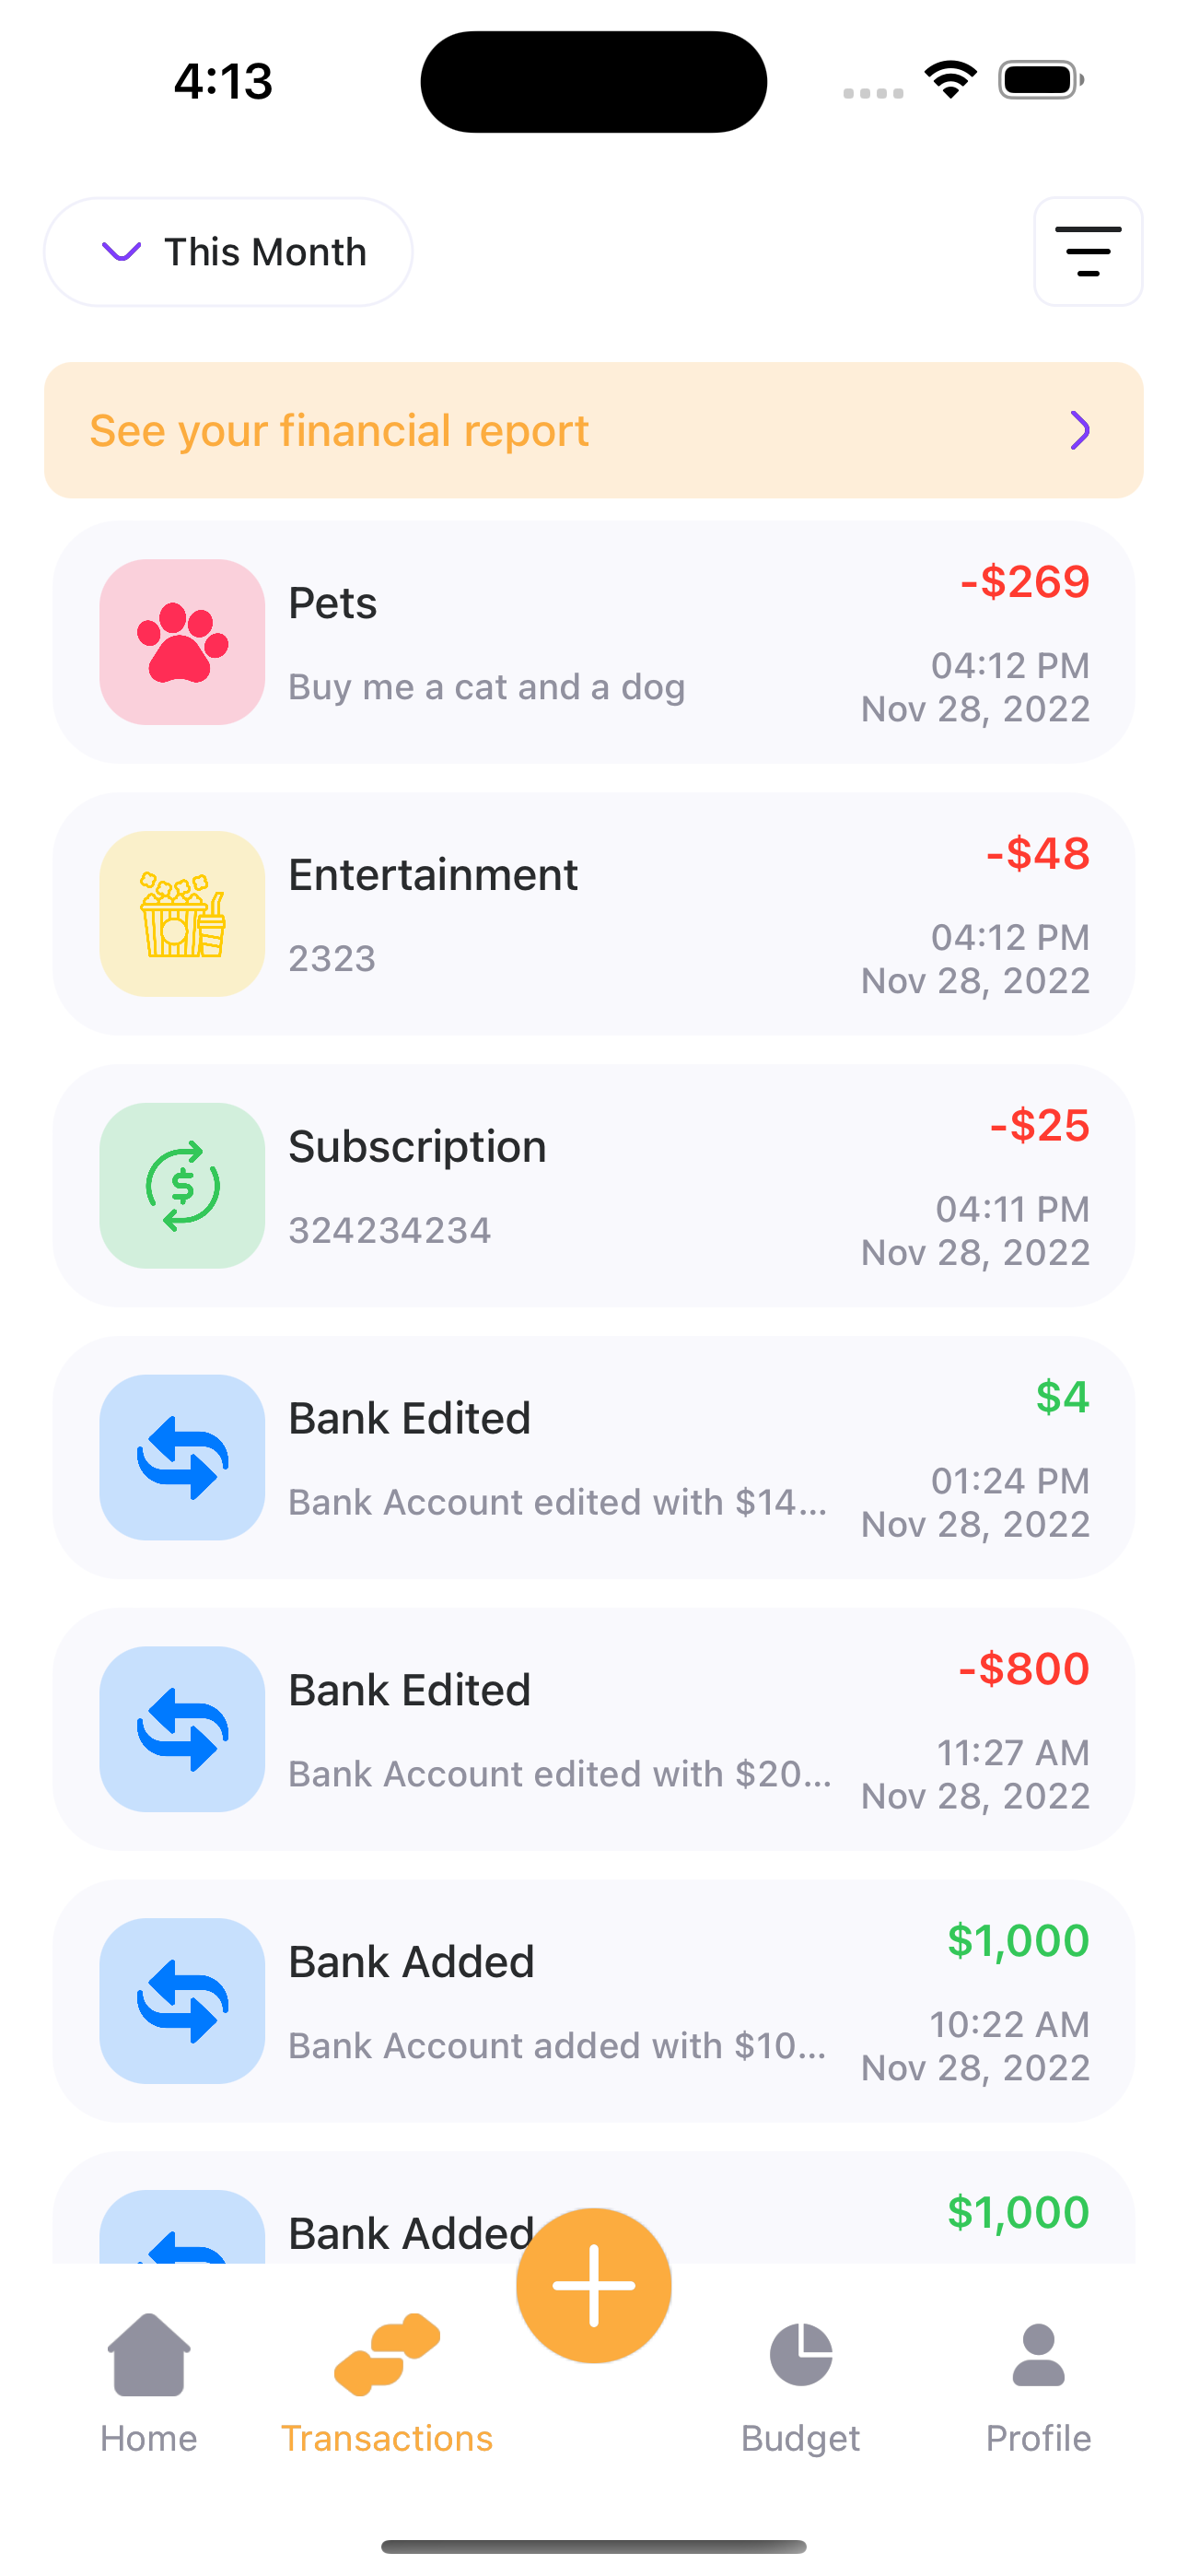 4:13
This Month
See your financial report
Pets
-$269
Buy me a cat and a dog
04:12 PM
Nov 28, 2022
Entertainment
-$48
2323
04:12 PM
Nov 28, 2022
Subscription
-$25
324234234
04:11 PM
Nov 28, 2022
Bank Edited
$4
Bank Account edited with $14...
01:24 PM
Nov 28, 2022
Bank Edited
-$800
Bank Account edited with $20...
11:27 AM
Nov 28, 2022
Bank Added
$1,000
Bank Account added with $10...
10:22 AM
Nov 28, 2022
Bank Added
$1,000
Home
Transactions
Budget
Profile